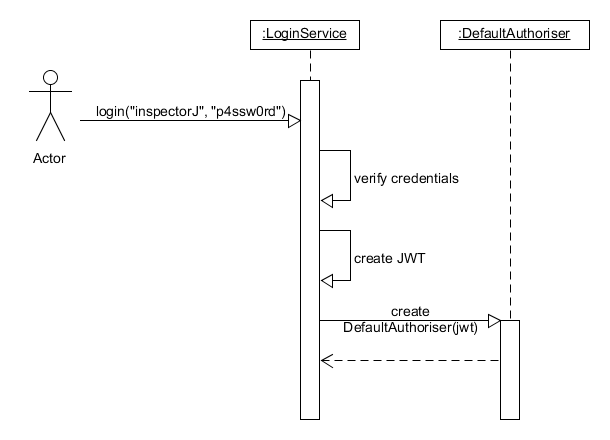 :LoginService
:DefaultAuthoriser
login("inspectorJ", "p4ssw0rd")
Actor
verify credentials
create JWT
create
DefaultAuthoriser(jwt)